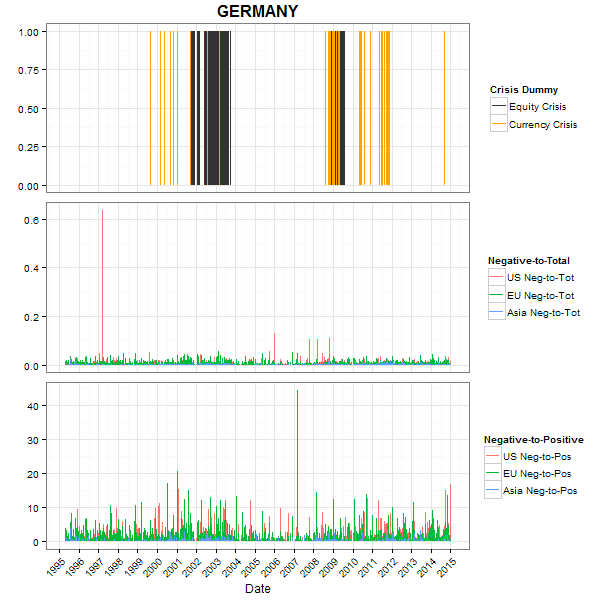 GERMANY
1.00
0.75
0.50
0.25
0.00
Crisis Dummy
Equity Crisis
Currency Crisis
0.6
0.4
0.2
0.0
Negative-to-Total
US Neg-to-Tot
EU Neg-to-Tot
Asia Neg-to-Tot
40
30
20
10
0
Negative-to-Positive
US Neg-to-Pos
EU Neg-to-Pos
Asia Neg-to-Pos
1995 1996 1997 1998 1999 2000 2001 2002 2003 2004 2005 2006 2007 2008 2009 2010 2011 2012 2013 2014 2015
Date